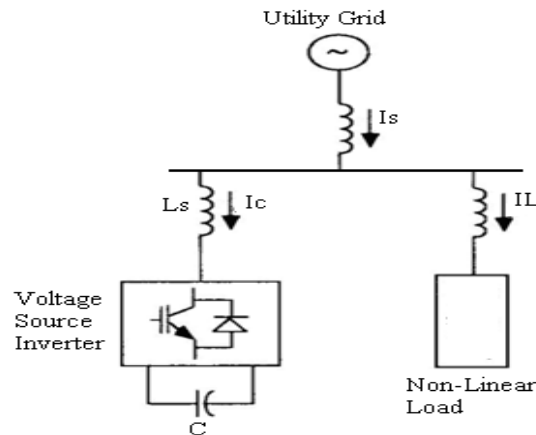 Utility Grid
Is
Ls
Ic
IL
Voltage
Source
Inverter
C
Non-Linear
Load